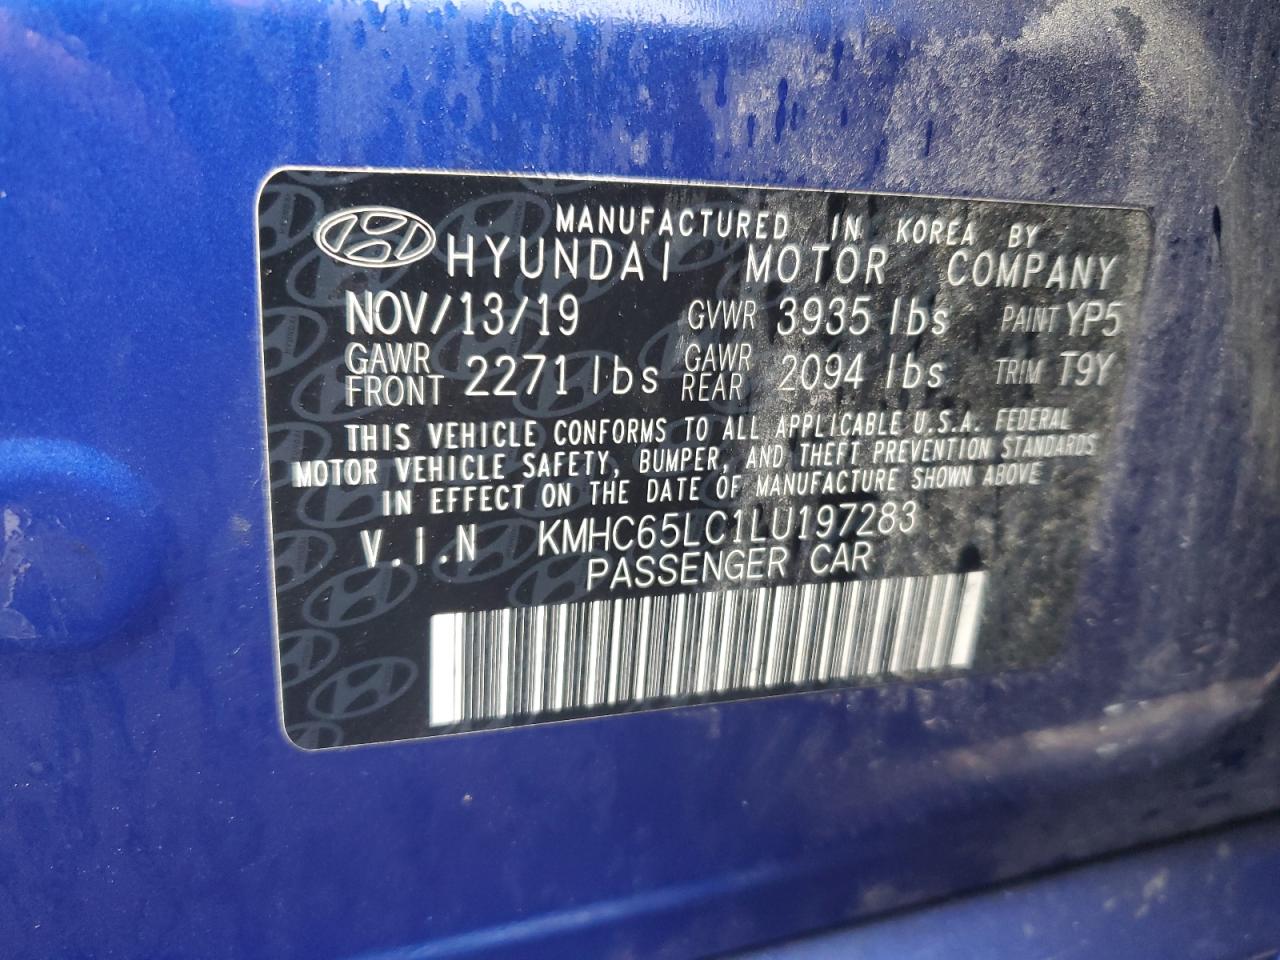 MANUFACTURED IN KOREA BY
HYUNDAI MOTOR COMPANY
NOV/13/19 GVWR 3935 lbs PAINT YP5
GAWR FRONT 2271 lbs GAWR REAR 2094 lbs TRIM T9Y
THIS VEHICLE CONFORMS TO ALL APPLICABLE U.S.A. FEDERAL
MOTOR VEHICLE SAFETY, BUMPER, AND THEFT PREVENTION STANDARDS
IN EFFECT ON THE DATE OF MANUFACTURE SHOWN ABOVE
V.I.N KMHC65LC1LU197283
PASSENGER CAR